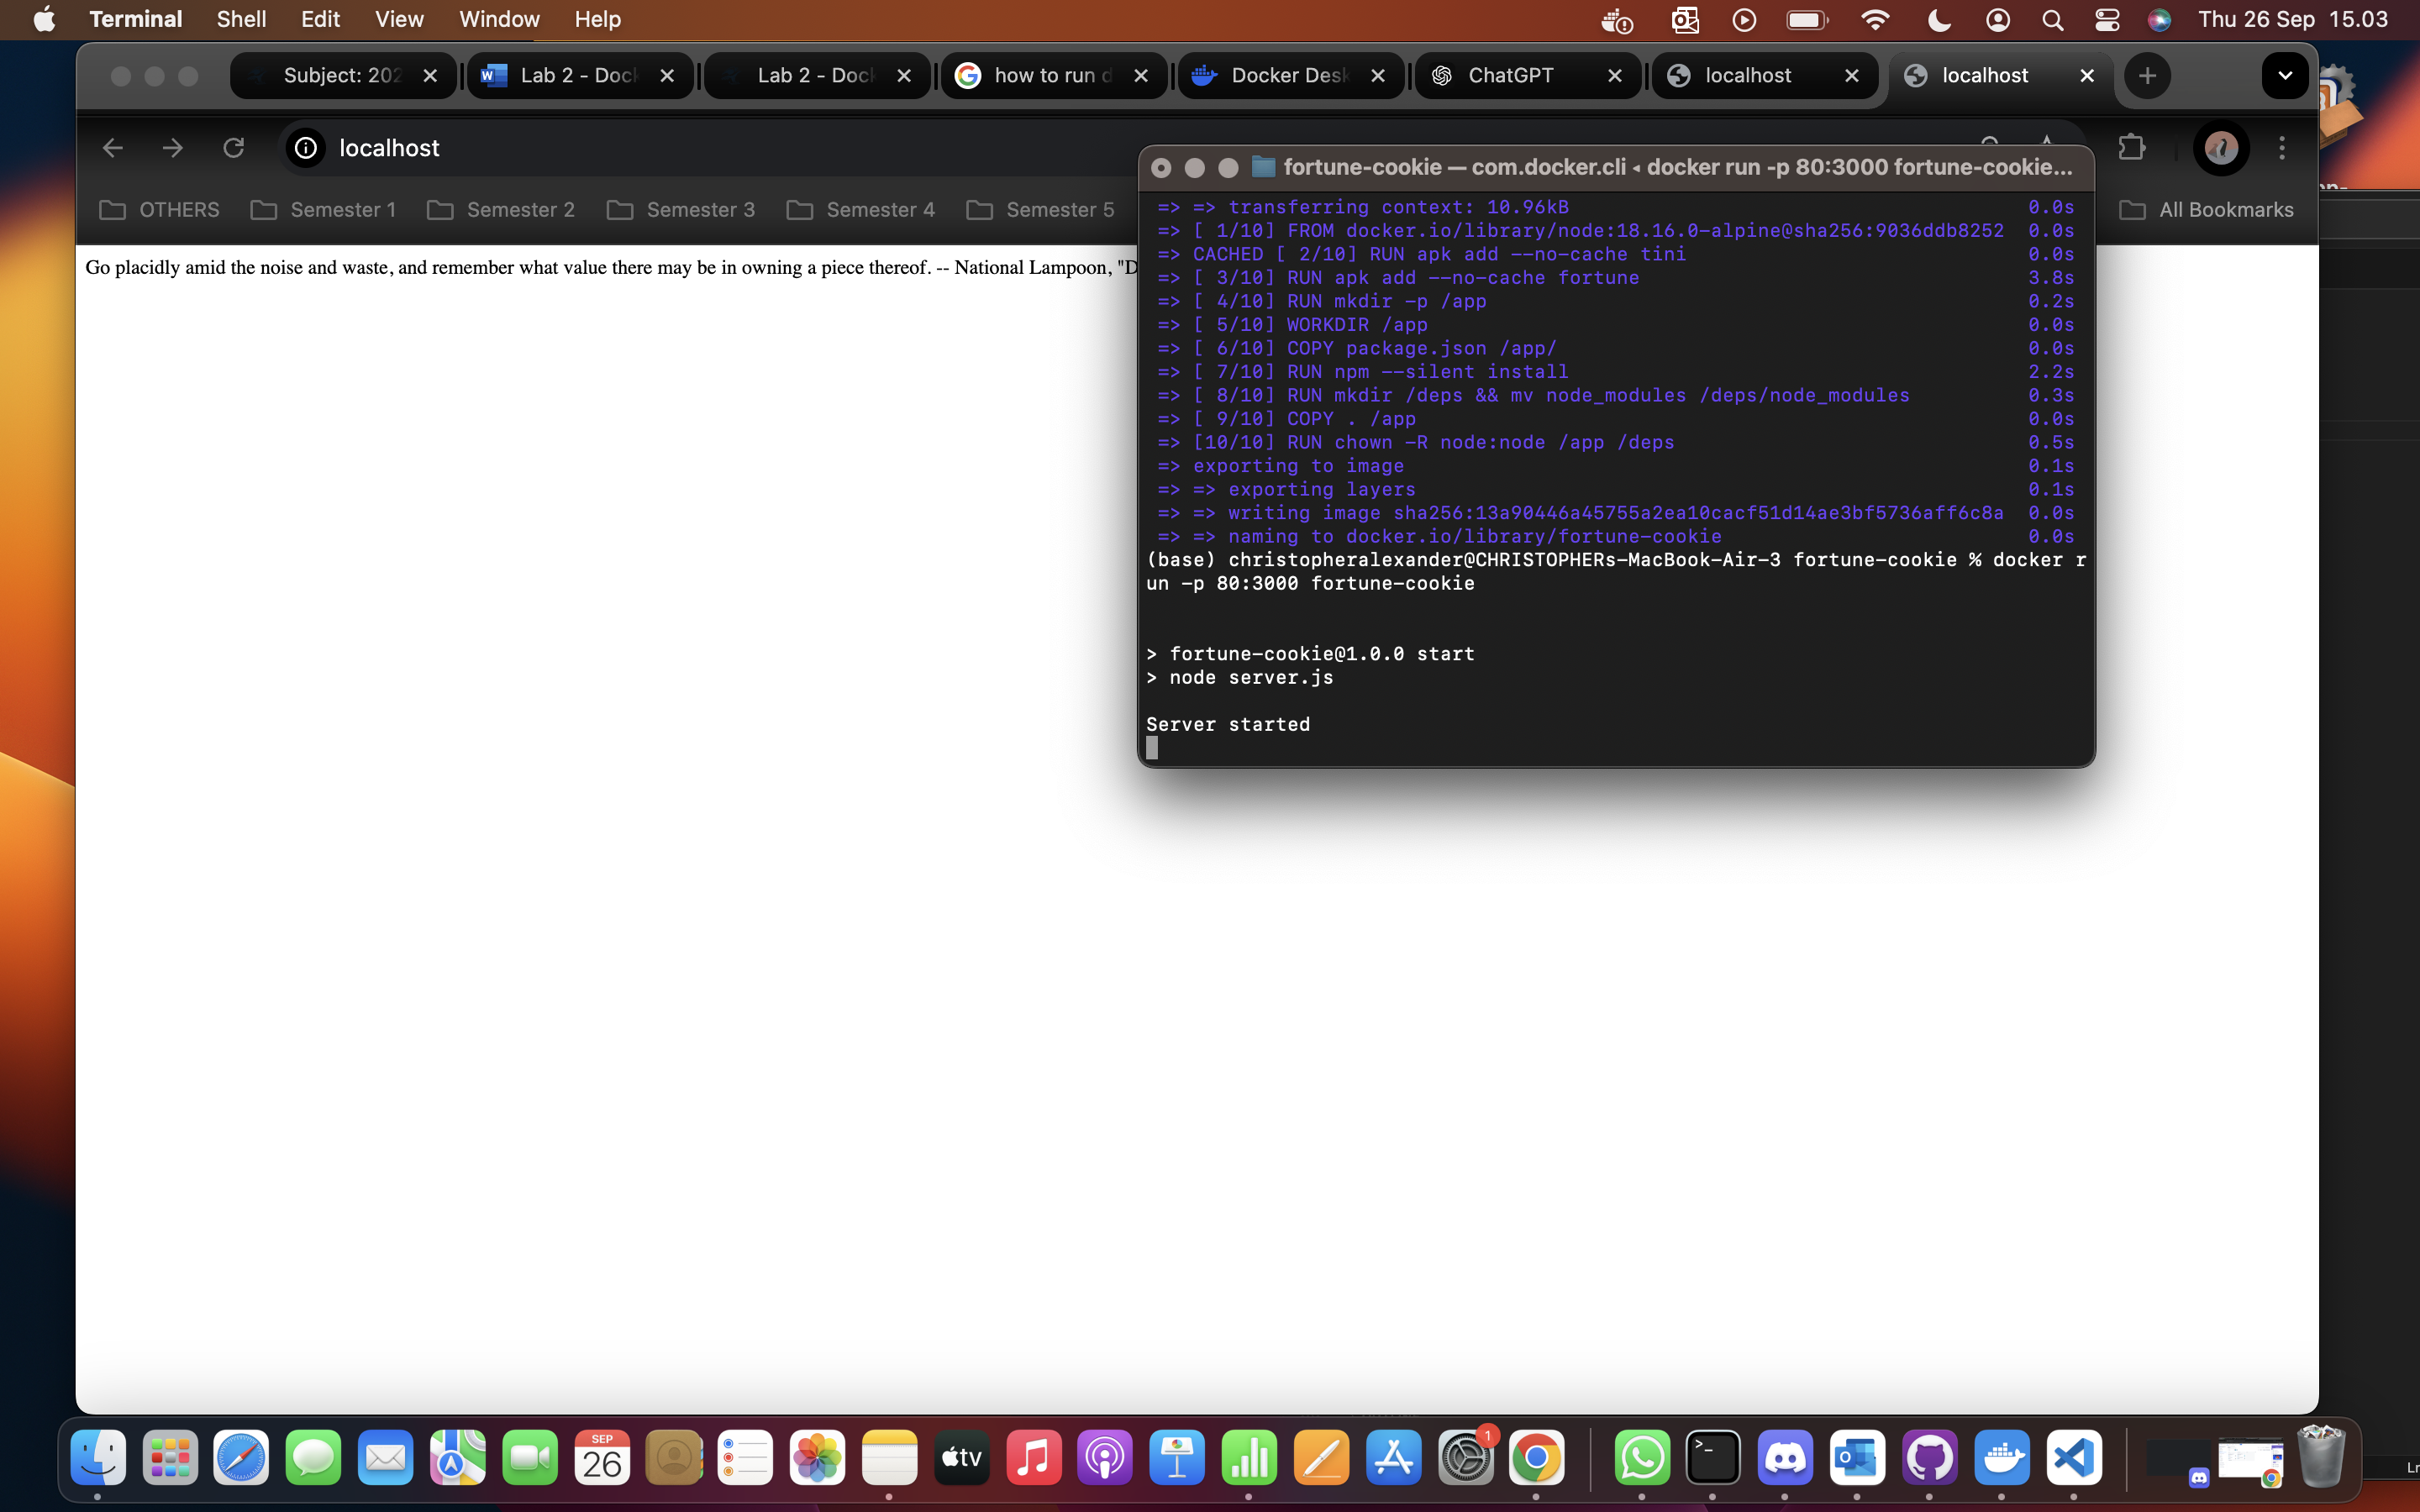 Terminal Shell Edit View Window Help Thu 26 Sep 15.03
Subject: 202 Lab 2 - Dock Lab 2 - Dock how to run d Docker Desk ChatGPT localhost localhost
localhost
OTHERS Semester 1 Semester 2 Semester 3 Semester 4 Semester 5 All Bookmarks
Go placidly amid the noise and waste, and remember what value there may be in owning a piece thereof. -- National Lampoon, "D
fortune-cookie — com.docker.cli ◂ docker run -p 80:3000 fortune-cookie...
=> => transferring context: 10.96kB 0.0s
=> [ 1/10] FROM docker.io/library/node:18.16.0-alpine@sha256:9036ddb8252 0.0s
=> CACHED [ 2/10] RUN apk add --no-cache tini 0.0s
=> [ 3/10] RUN apk add --no-cache fortune 3.8s
=> [ 4/10] RUN mkdir -p /app 0.2s
=> [ 5/10] WORKDIR /app 0.0s
=> [ 6/10] COPY package.json /app/ 0.0s
=> [ 7/10] RUN npm --silent install 2.2s
=> [ 8/10] RUN mkdir /deps && mv node_modules /deps/node_modules 0.3s
=> [ 9/10] COPY . /app 0.0s
=> [10/10] RUN chown -R node:node /app /deps 0.5s
=> exporting to image 0.1s
=> => exporting layers 0.1s
=> => writing image sha256:13a90446a45755a2ea10cacf51d14ae3bf5736aff6c8a 0.0s
=> => naming to docker.io/library/fortune-cookie 0.0s
(base) christopheralexander@CHRISTOPHERs-MacBook-Air-3 fortune-cookie % docker r
un -p 80:3000 fortune-cookie
> fortune-cookie@1.0.0 start
> node server.js
Server started
SEP
26
tv
1